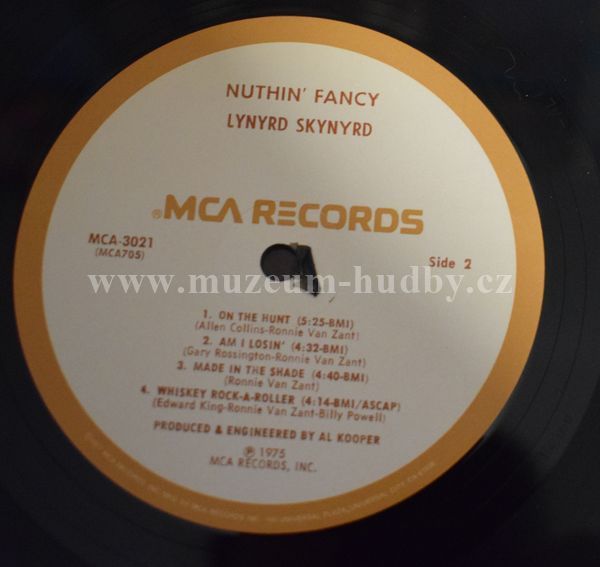 NUTHIN' FANCY
LYNYRD SKYNYRD
®MCA RECORDS
MCA-3021
(MCA705)
Side 2
www.muzeum-hudby.cz
1. ON THE HUNT (5:25-BMI)
(Allen Collins-Ronnie Van Zant)
2. AM I LOSIN' (4:32-BMI)
(Gary Rossington-Ronnie Van Zant)
3. MADE IN THE SHADE (4:40-BMI)
(Ronnie Van Zant)
4. WHISKEY ROCK-A-ROLLER (4:14-BMI/ASCAP)
(Edward King-Ronnie Van Zant-Billy Powell)
PRODUCED & ENGINEERED BY AL KOOPER
℗ 1975
MCA RECORDS, INC.